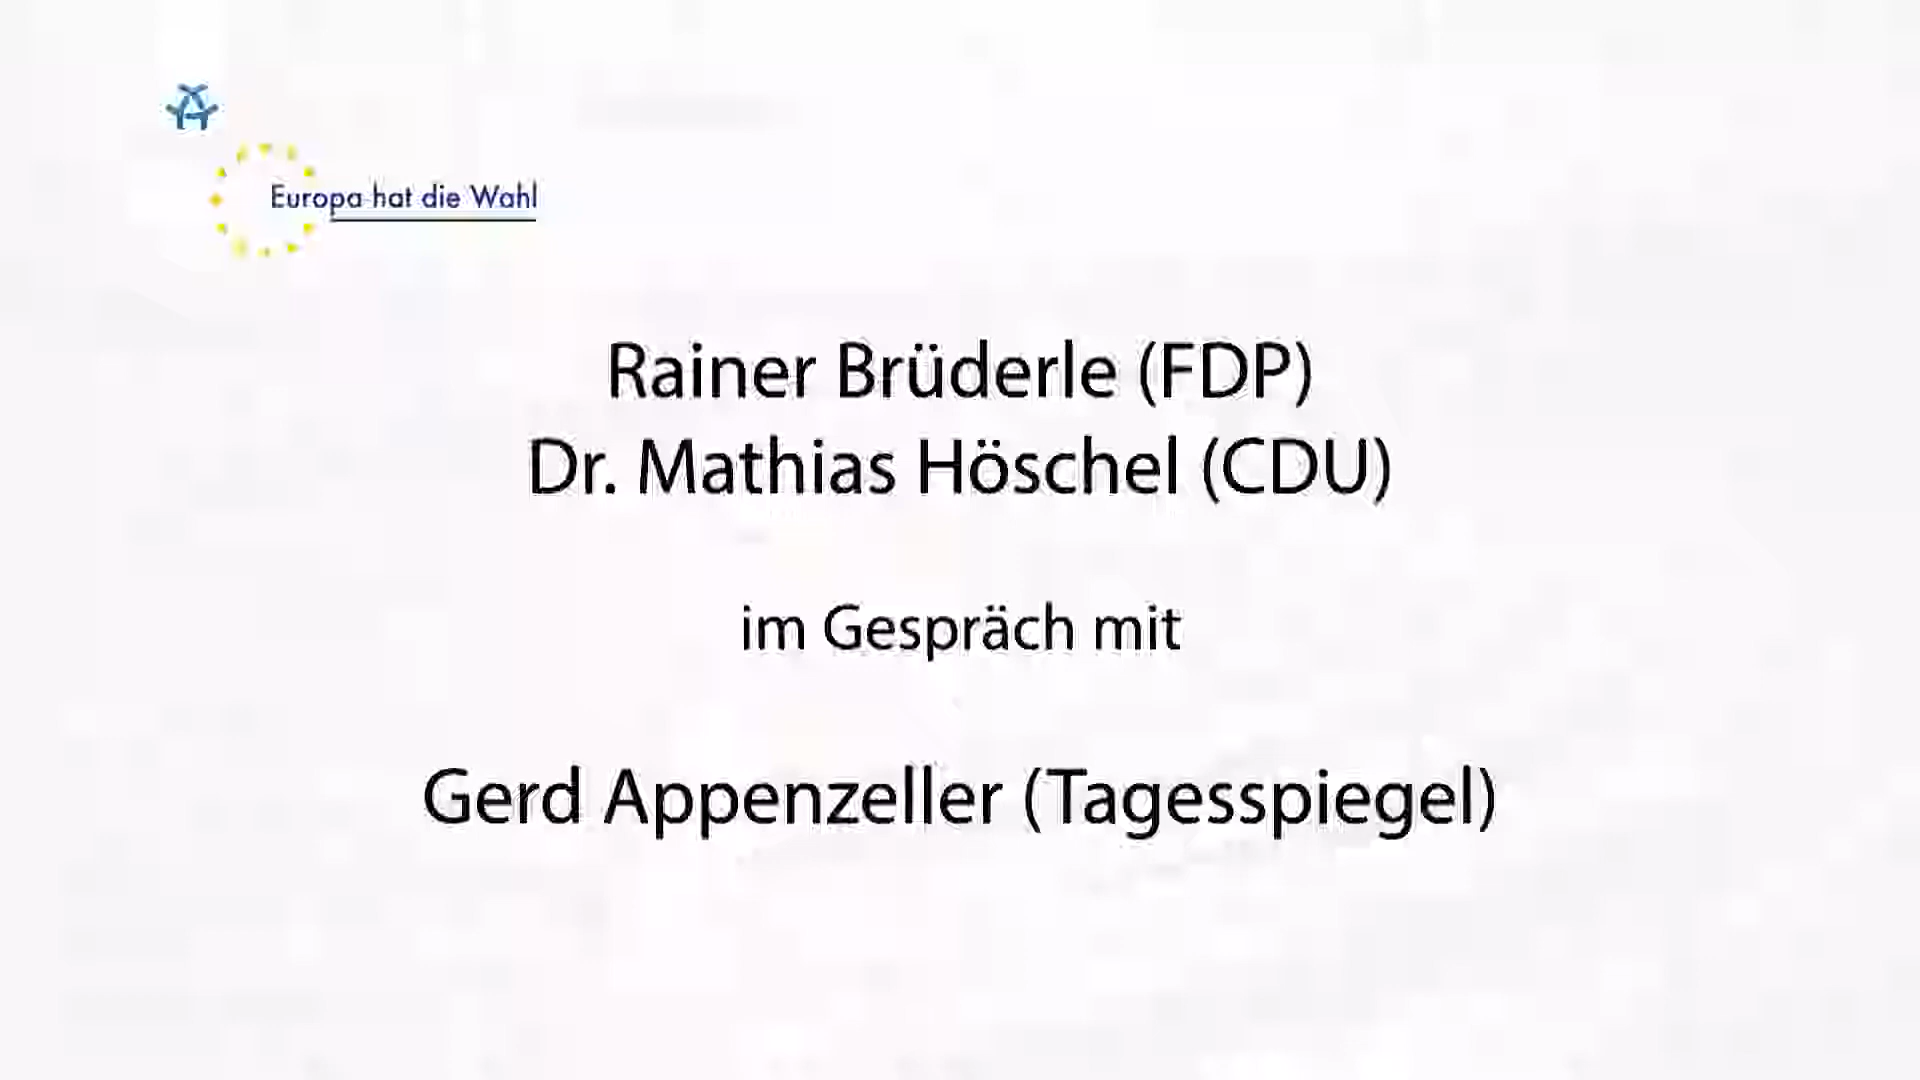 Europa hat die Wahl
Rainer Brüderle (FDP)
Dr. Mathias Höschel (CDU)
im Gespräch mit
Gerd Appenzeller (Tagesspiegel)